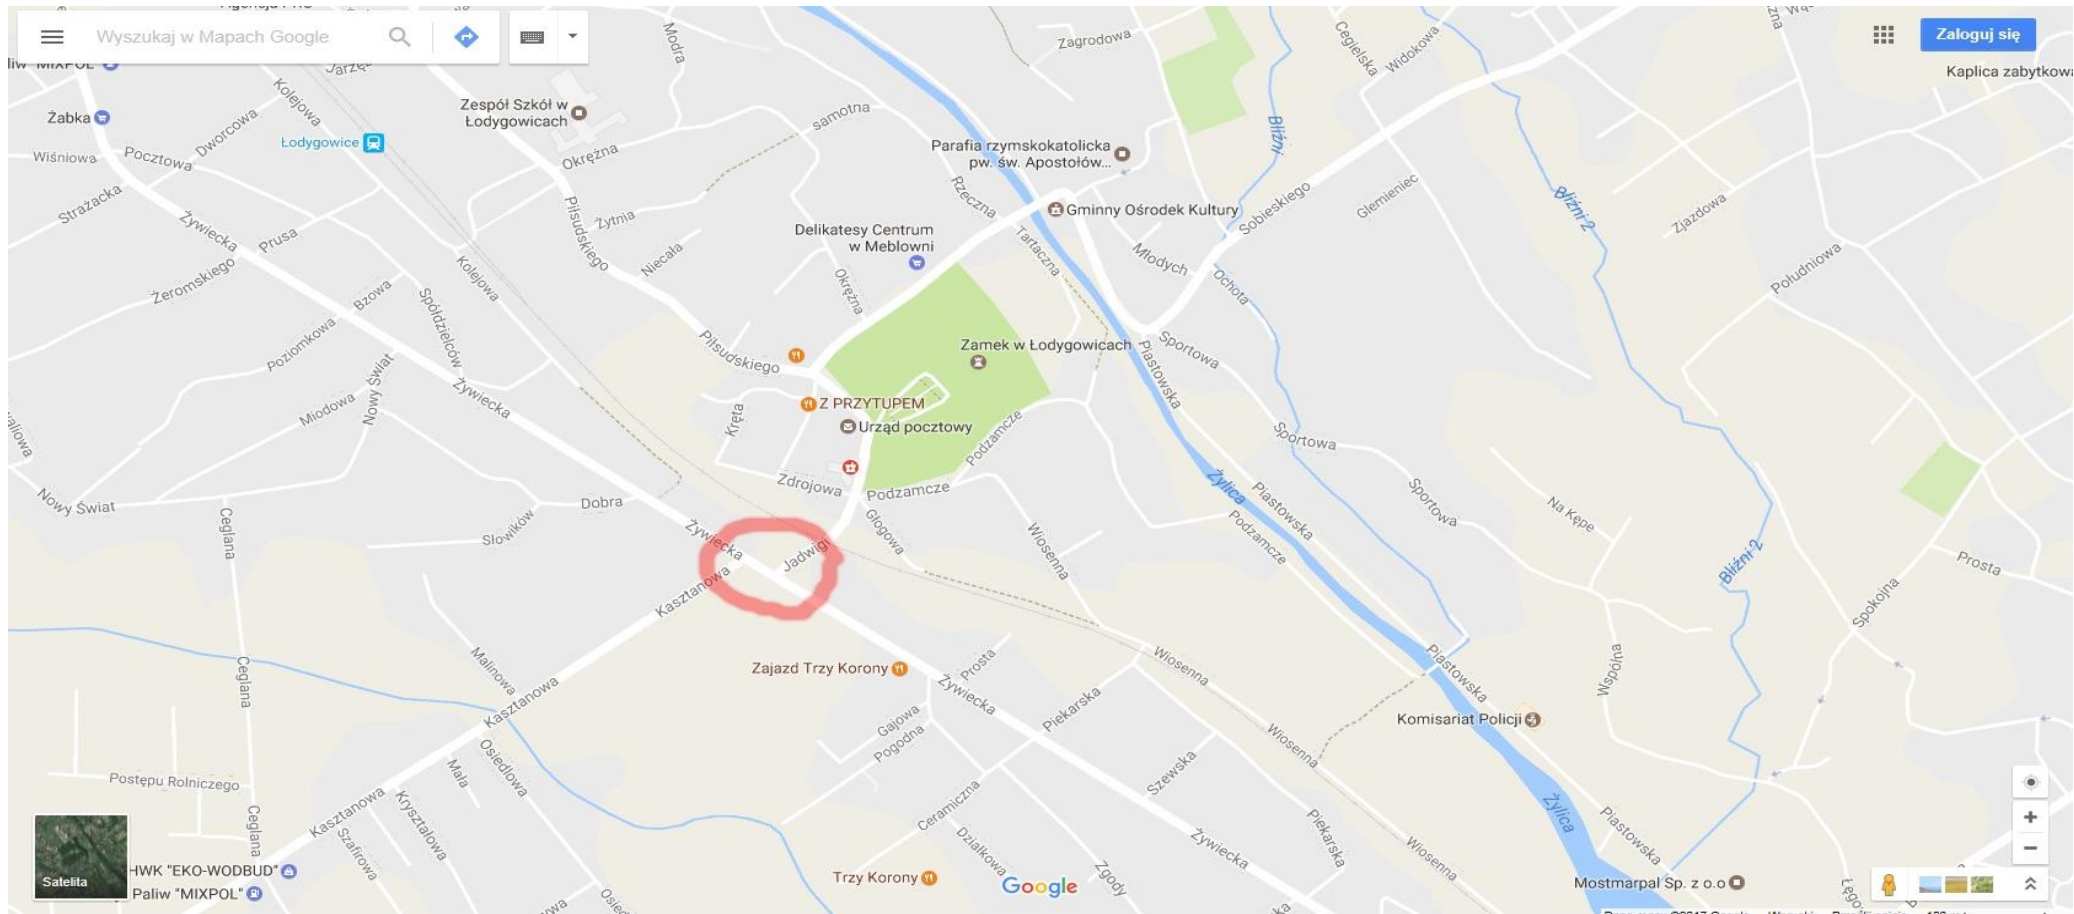 Wyszukaj w Mapach Google
Zaloguj się
Modra
Zagrodowa
Cegielska
Widokowa
Kaplica zabytkowa
Żabka
Kolejowa
Dworcowa
Łodygowice
Zespół Szkół w
Łodygowicach
samotna
Bliźni
Wiśniowa
Pocztowa
Okrężna
Parafia rzymskokatolicka
pw. św. Apostołów...
Strażacka
Żywiecka
Prusa
Piłsudskiego
Żytnia
Rzeczna
Gminny Ośrodek Kultury
Sobieskiego
Glemieniec
Bliźni 2
Zjazdowa
Delikatesy Centrum
w Meblowni
Tartaczna
Młodych
Niecała
Żeromskiego
Bzowa
Kolejowa
Okrężna
Ochota
Południowa
Spółdzielców
Poziomkowa
Piłsudskiego
Zamek w Łodygowicach
Piastowska
Sportowa
Nowy Świat
Miodowa
Żywiecka
Z PRZYTUPEM
Kręta
Urząd pocztowy
Podzamcze
Sportowa
Zdrojowa
Podzamcze
Nowy Świat
Ceglana
Słowików
Dobra
Żywiecka
Jadwigi
Głogowa
Wiosenna
Żylica
Piastowska
Podzamcze
Sportowa
Na Kępe
Bliźni 2
Prosta
Kasztanowa
Spokojna
Malinowa
Ceglana
Kasztanowa
Zajazd Trzy Korony
Prosta
Żywiecka
Gajowa
Pogodna
Piekarska
Wiosenna
Piastowska
Wspólna
Komisariat Policji
Osiedlowa
Mała
Wiosenna
Szewska
Postępu Rolniczego
Kasztanowa
Kryształowa
Szafirowa
Ceglana
Ceramiczna
Działkowa
Żywiecka
Piekarska
Wiosenna
Żylica
Piastowska
Satelita
HWK "EKO-WODBUD"
Paliw "MIXPOL"
Trzy Korony
Google
Zgody
Mostmarpal Sp. z o.o